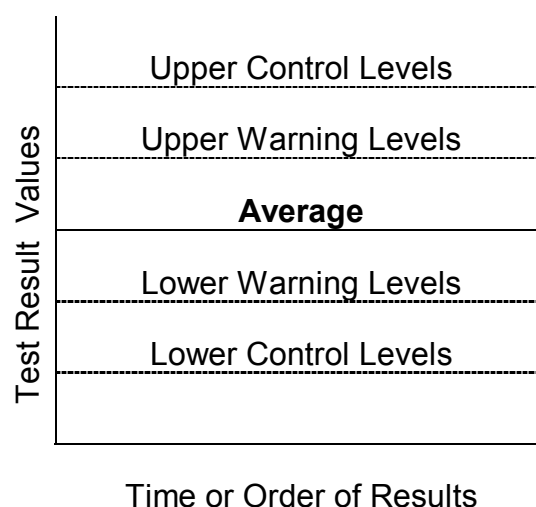 Upper Control Levels
Upper Warning Levels
Average
Lower Warning Levels
Lower Control Levels
Test Result Values
Time or Order of Results